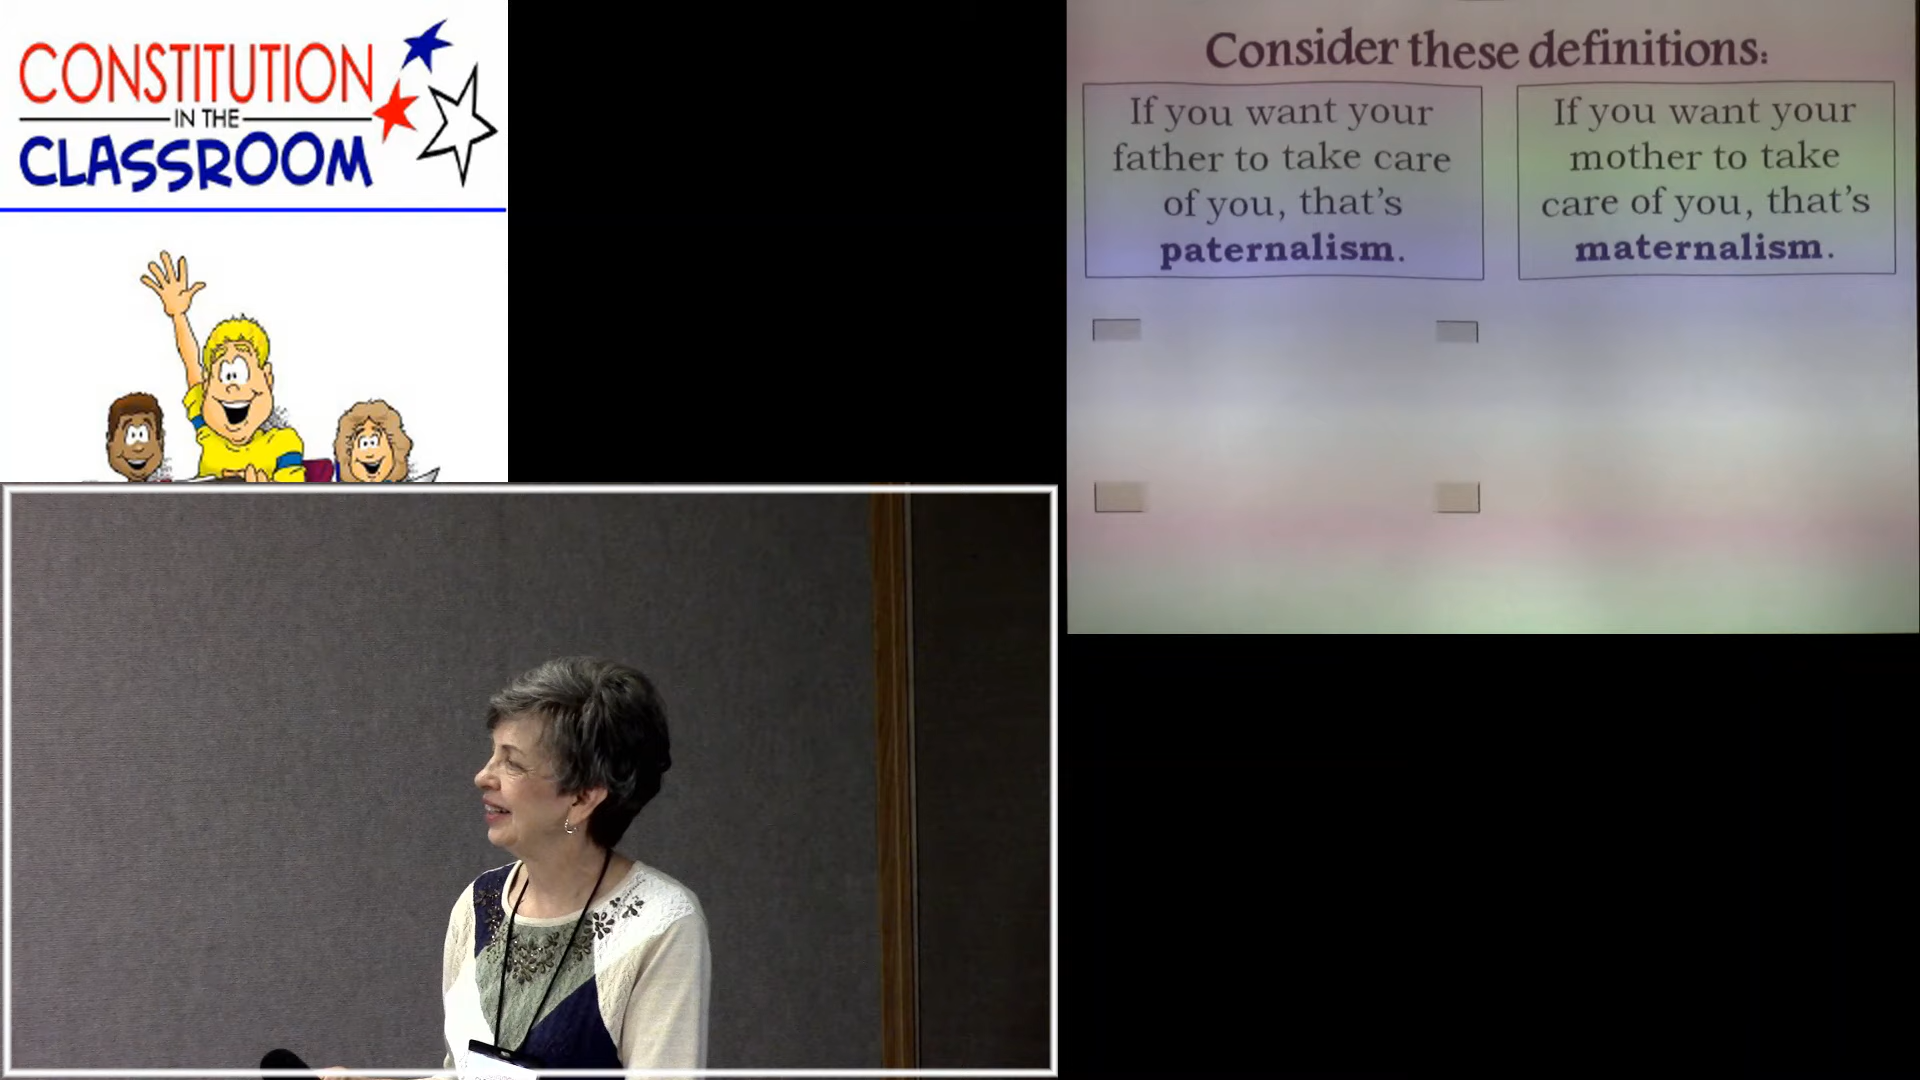 CONSTITUTION
IN THE
CLASSROOM
Consider these definitions:
If you want your
father to take care
of you, that's
paternalism.
If you want your
mother to take
care of you, that's
maternalism.